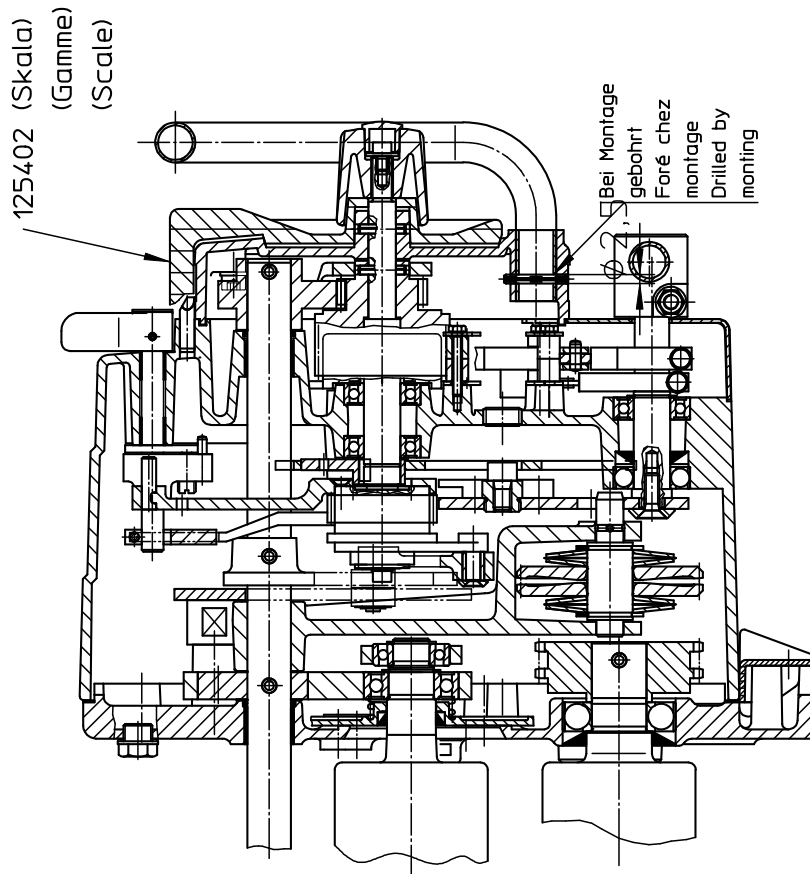 125402 (Skala)
(Gamme)
(Scale)
Bei Montage
gebohrt
Foré chez
montage
Drilled by
monting